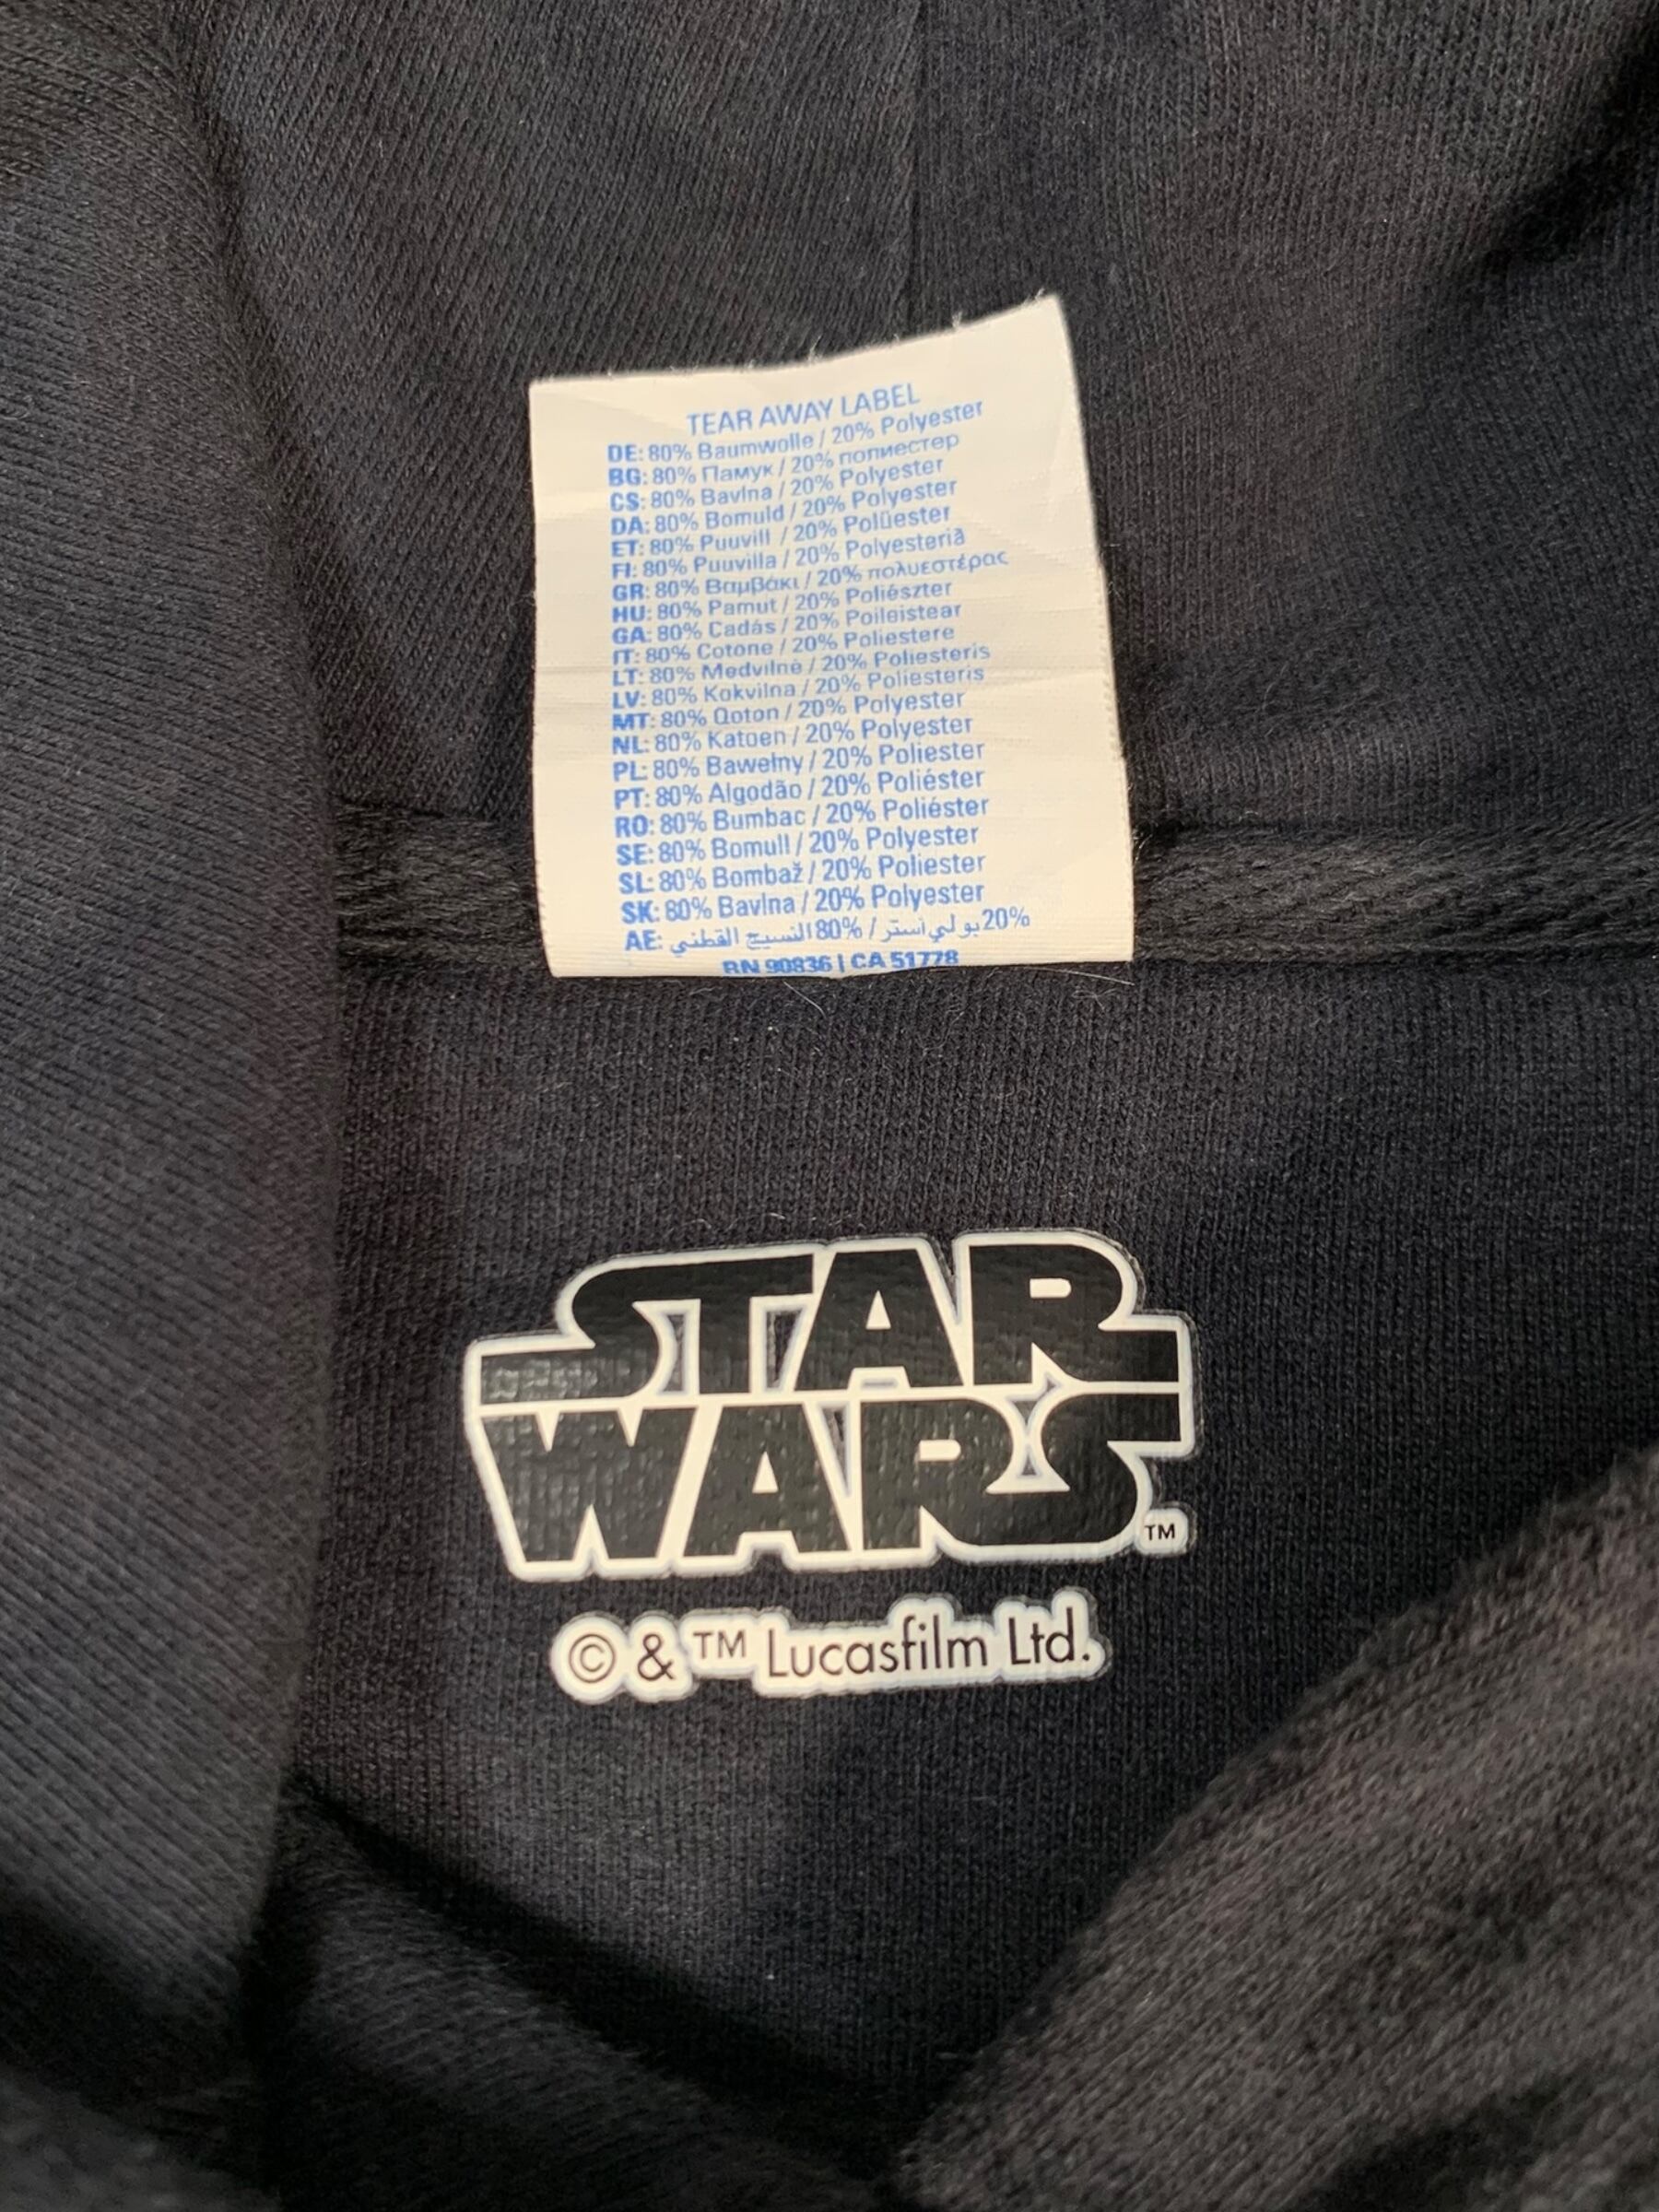 TEAR AWAY LABEL
DE: 80% Baumwolle / 20% Polyester
BG: 80% Памук / 20% полиестер
CS: 80% Bavlna / 20% Polyester
DA: 80% Bomuld / 20% Polyester
ET: 80% Puuvill / 20% Polüester
FI: 80% Puuvilla / 20% Polyesteriä
GR: 80% Βαμβάκι / 20% πολυεστέρας
HU: 80% Pamut / 20% Poliészter
GA: 80% Cadás / 20% Poileistear
IT: 80% Cotone / 20% Poliestere
LT: 80% Medvilnė / 20% Poliesteris
LV: 80% Kokvilna / 20% Poliesteris
MT: 80% Qoton / 20% Polyester
NL: 80% Katoen / 20% Polyester
PL: 80% Bawełny / 20% Poliester
PT: 80% Algodão / 20% Poliéster
RO: 80% Bumbac / 20% Poliéster
SE: 80% Bomull / 20% Polyester
SL: 80% Bombaž / 20% Poliester
SK: 80% Bavlna / 20% Polyester
AE: النسيج القطني 80% / بولي استر 20%
RN 90836 | CA 51778
STAR
WARS
™
© & ™ Lucasfilm Ltd.